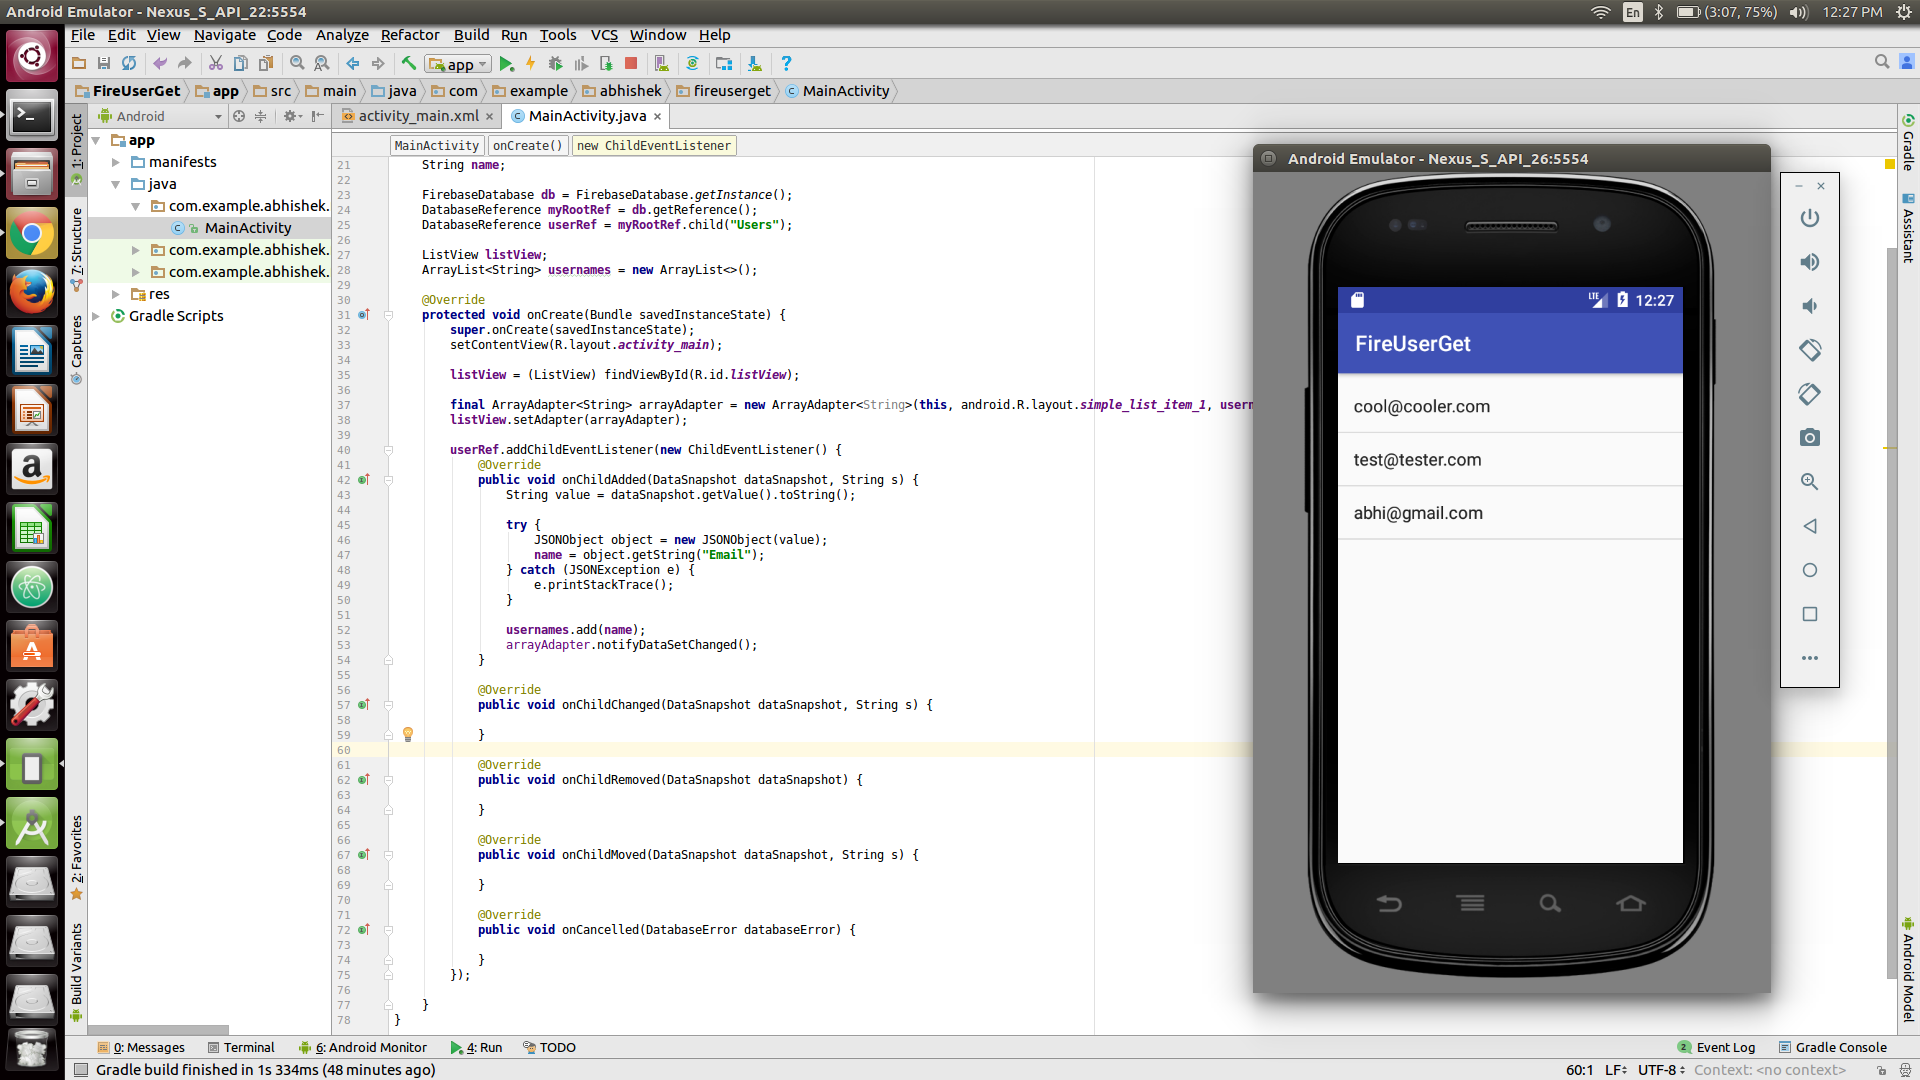 Android Emulator - Nexus_S_API_22:5554
En
(3:07, 75%)
12:27 PM
File Edit View Navigate Code Analyze Refactor Build Run Tools VCS Window Help
app
FireUserGet app src main java com example abhishek fireuserget MainActivity
Android
activity_main.xml
MainActivity.java
MainActivity onCreate() new ChildEventListener
1: Project
7: Structure
Captures
2: Favorites
Build Variants
app
manifests
java
com.example.abhishek.
MainActivity
com.example.abhishek.
com.example.abhishek.
res
Gradle Scripts
21 String name;
22
23 FirebaseDatabase db = FirebaseDatabase.getInstance();
24 DatabaseReference myRootRef = db.getReference();
25 DatabaseReference userRef = myRootRef.child("Users");
26
27 ListView listView;
28 ArrayList<String> usernames = new ArrayList<>();
29
30 @Override
31 protected void onCreate(Bundle savedInstanceState) {
32 super.onCreate(savedInstanceState);
33 setContentView(R.layout.activity_main);
34
35 listView = (ListView) findViewById(R.id.listView);
36
37 final ArrayAdapter<String> arrayAdapter = new ArrayAdapter<String>(this, android.R.layout.simple_list_item_1, usern
38 listView.setAdapter(arrayAdapter);
39
40 userRef.addChildEventListener(new ChildEventListener() {
41 @Override
42 public void onChildAdded(DataSnapshot dataSnapshot, String s) {
43 String value = dataSnapshot.getValue().toString();
44
45 try {
46 JSONObject object = new JSONObject(value);
47 name = object.getString("Email");
48 } catch (JSONException e) {
49 e.printStackTrace();
50 }
51
52 usernames.add(name);
53 arrayAdapter.notifyDataSetChanged();
54 }
55
56 @Override
57 public void onChildChanged(DataSnapshot dataSnapshot, String s) {
58
59 }
60
61 @Override
62 public void onChildRemoved(DataSnapshot dataSnapshot) {
63
64 }
65
66 @Override
67 public void onChildMoved(DataSnapshot dataSnapshot, String s) {
68
69 }
70
71 @Override
72 public void onCancelled(DatabaseError databaseError) {
73
74 }
75 });
76
77 }
78 }
Android Emulator - Nexus_S_API_26:5554
LTE 12:27
FireUserGet
cool@cooler.com
test@tester.com
abhi@gmail.com
Gradle
Assistant
Android Model
0: Messages Terminal 6: Android Monitor 4: Run TODO
2 Event Log Gradle Console
Gradle build finished in 1s 334ms (48 minutes ago)
60:1 LF UTF-8 Context: <no context>